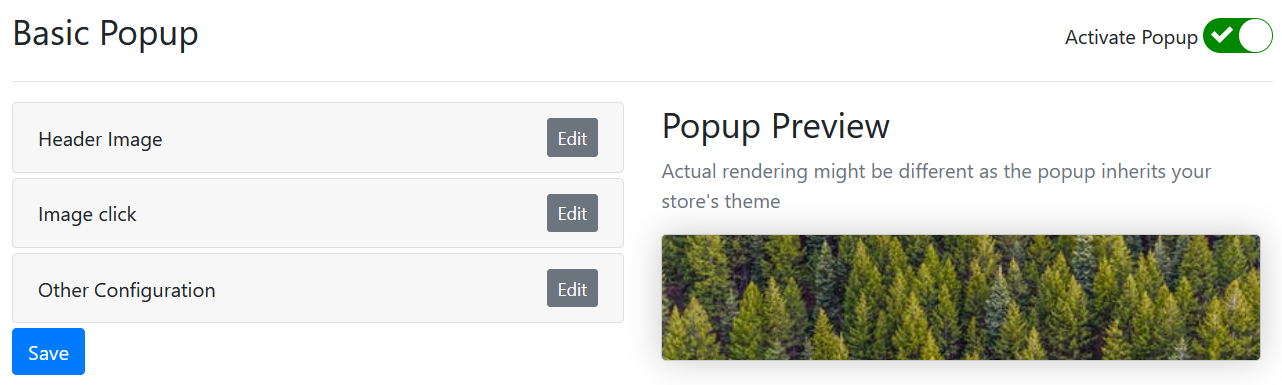 Basic Popup
Activate Popup
Header Image
Edit
Image click
Edit
Other Configuration
Edit
Save
Popup Preview
Actual rendering might be different as the popup inherits your
store's theme